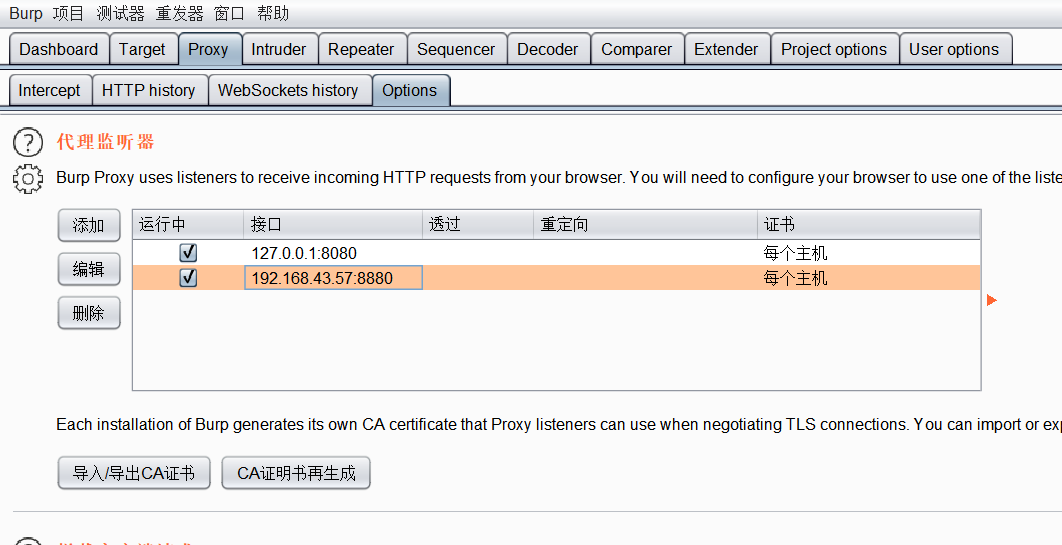 Burp 项目 测试器 重发器 窗口 帮助
Dashboard Target Proxy Intruder Repeater Sequencer Decoder Comparer Extender Project options User options
Intercept HTTP history WebSockets history Options
代理监听器
Burp Proxy uses listeners to receive incoming HTTP requests from your browser. You will need to configure your browser to use one of the liste
添加 运行中 接口 透过 重定向 证书
127.0.0.1:8080 每个主机
编辑 192.168.43.57:8880 每个主机
删除
Each installation of Burp generates its own CA certificate that Proxy listeners can use when negotiating TLS connections. You can import or exp
导入/导出CA证书 CA证明书再生成